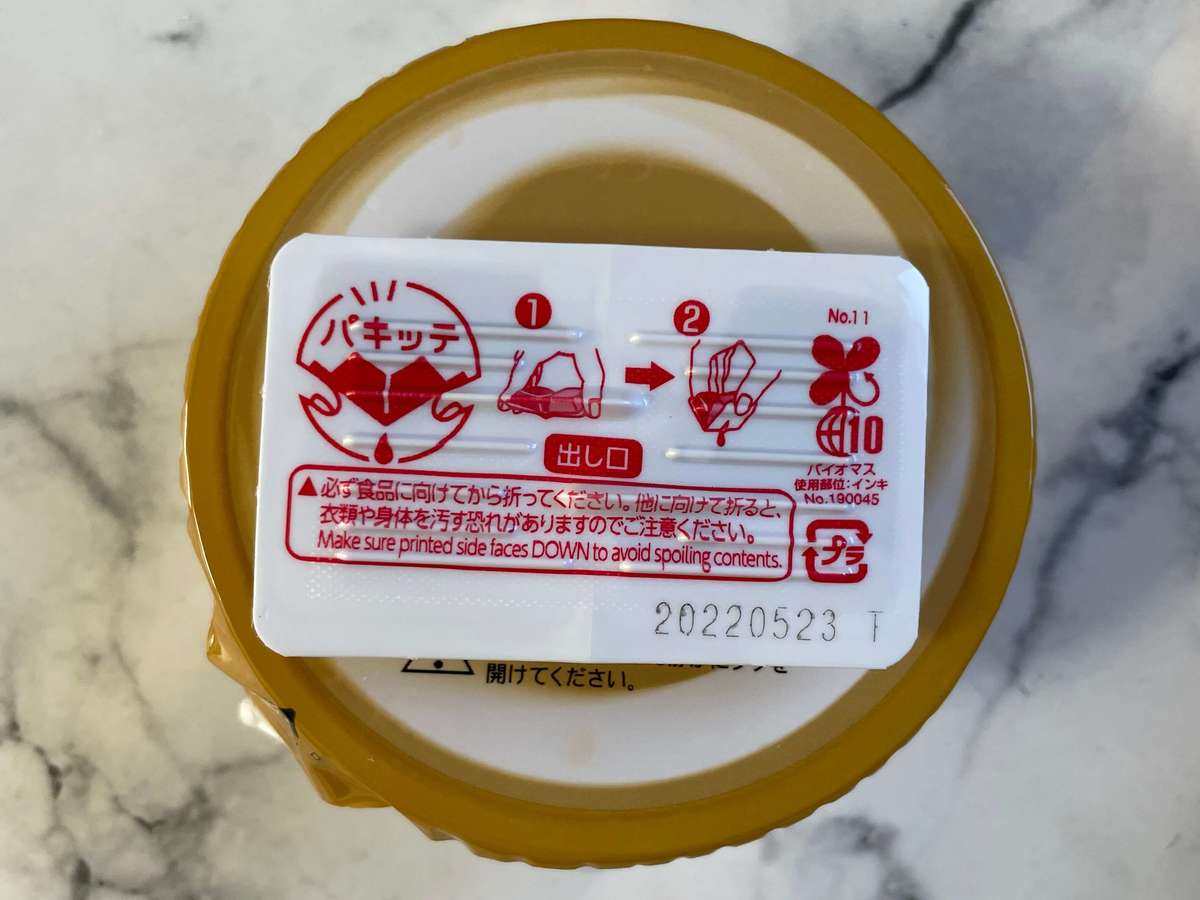 パキッテ
1
2
出し口
No.11
10
バイオマス
使用部位:インキ
No.190045
必ず食品に向けてから折ってください。他に向けて折ると、
衣類や身体を汚す恐れがありますのでご注意ください。
Make sure printed side faces DOWN to avoid spoiling contents.
プラ
20220523 T
開けてください。